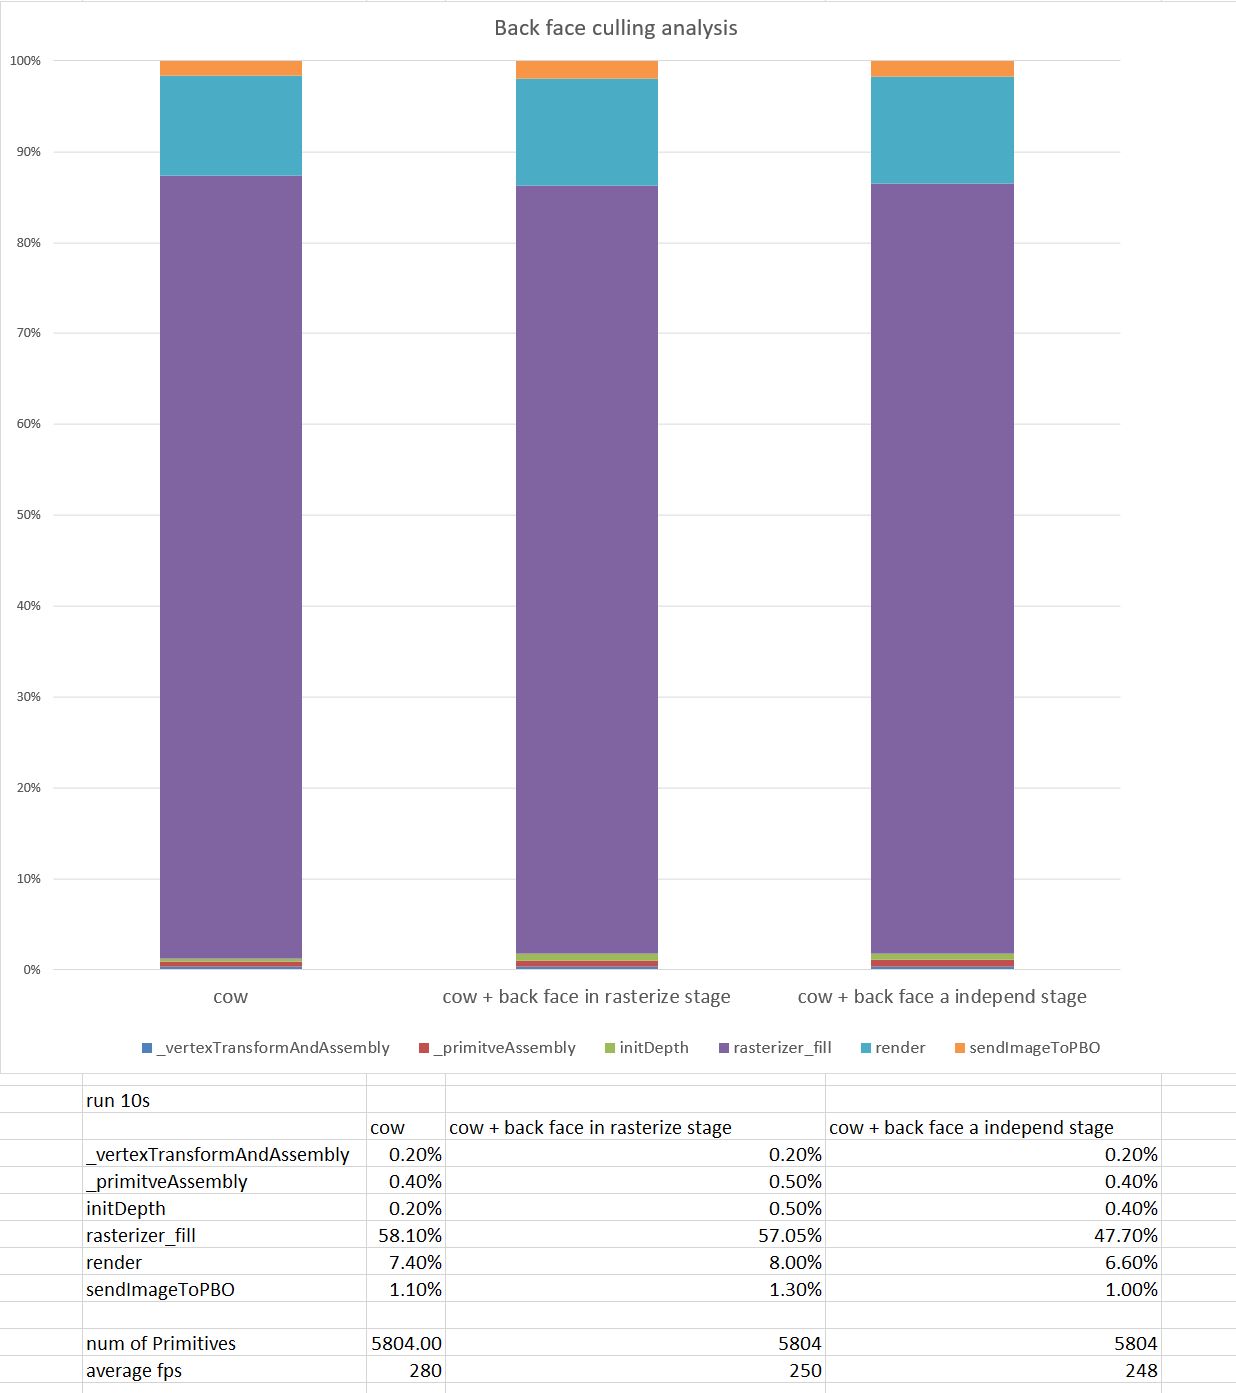 Back face culling analysis
100%
90%
80%
70%
60%
50%
40%
30%
20%
10%
0%
cow cow + back face in rasterize stage cow + back face a independ stage
_vertexTransformAndAssembly _primitveAssembly initDepth rasterizer_fill render sendImageToPBO
run 10s
cow cow + back face in rasterize stage cow + back face a independ stage
_vertexTransformAndAssembly 0.20% 0.20% 0.20%
_primitveAssembly 0.40% 0.50% 0.40%
initDepth 0.20% 0.50% 0.40%
rasterizer_fill 58.10% 57.05% 47.70%
render 7.40% 8.00% 6.60%
sendImageToPBO 1.10% 1.30% 1.00%
num of Primitives 5804.00 5804 5804
average fps 280 250 248